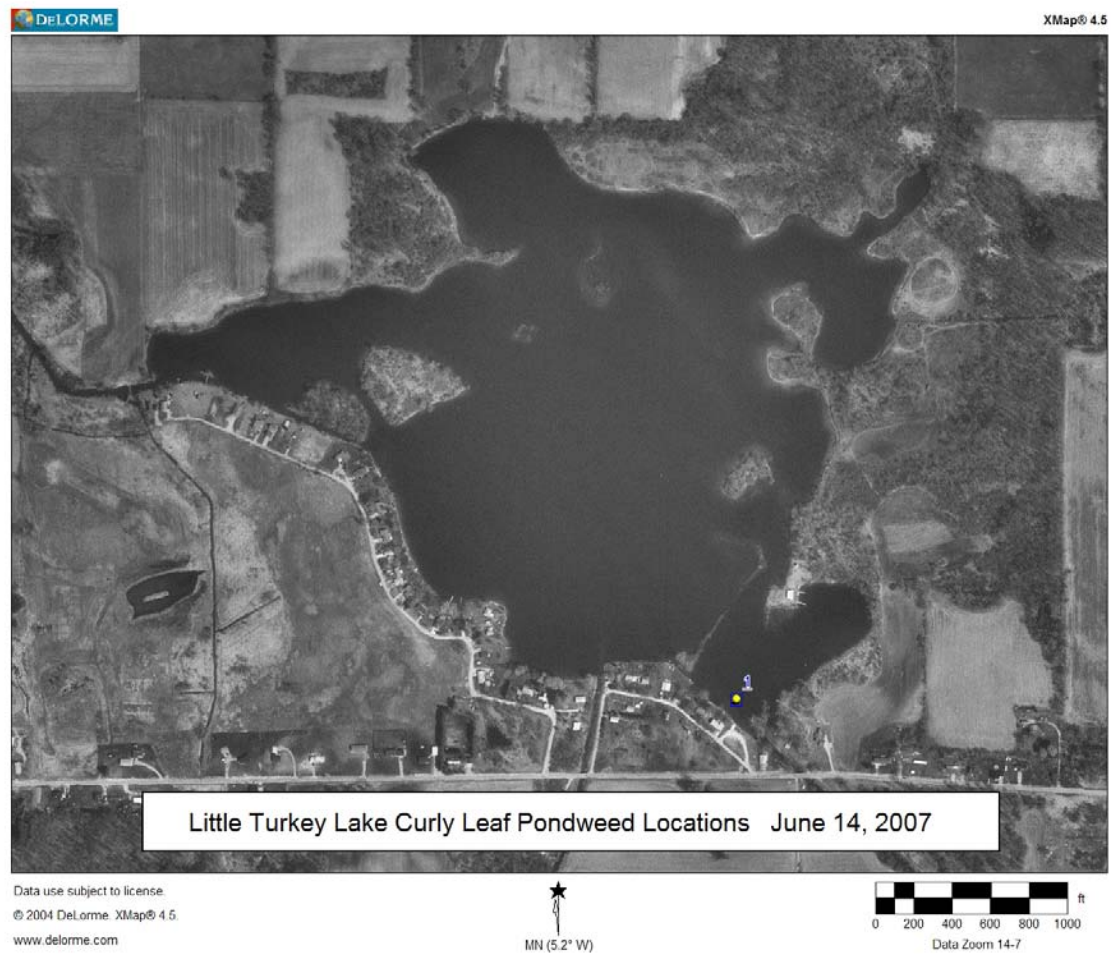 DELORME
XMap® 4.5
1
Little Turkey Lake Curly Leaf Pondweed Locations June 14, 2007
Data use subject to license.
© 2004 DeLorme. XMap® 4.5.
www.delorme.com
MN (5.2° W)
ft
0 200 400 600 800 1000
Data Zoom 14-7